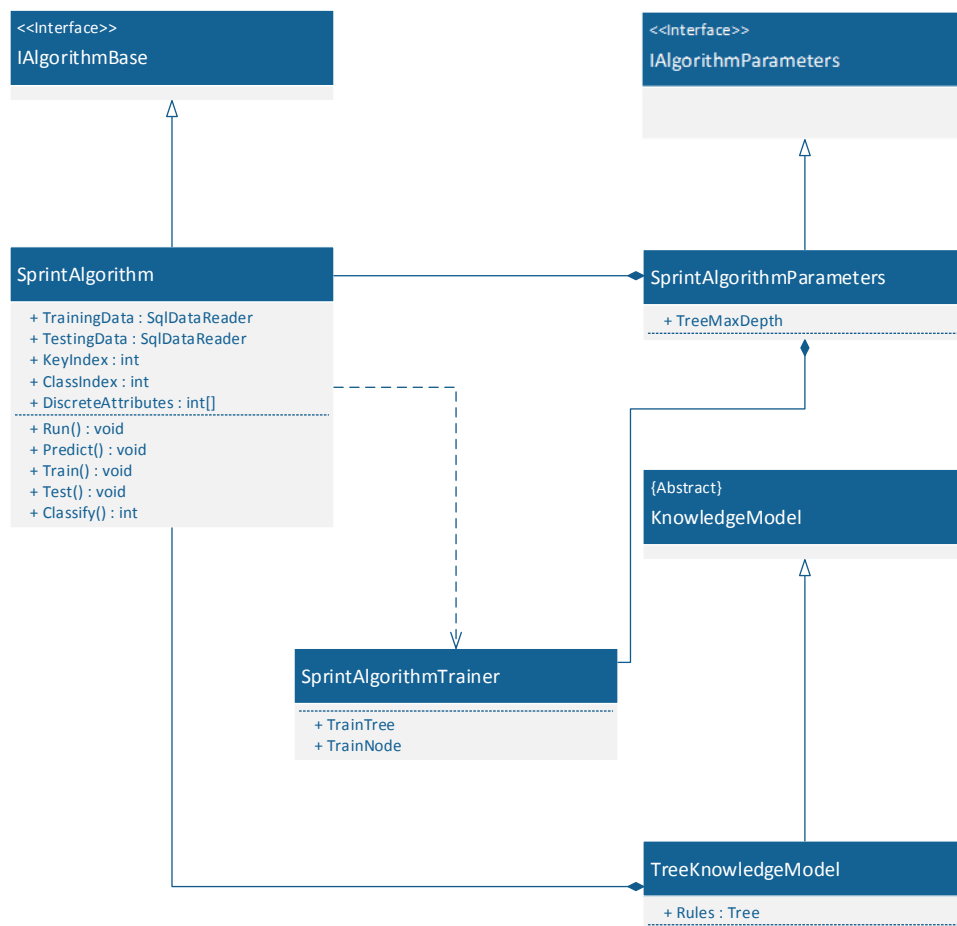 <<Interface>>
IAlgorithmBase
<<Interface>>
IAlgorithmParameters
SprintAlgorithm
+ TrainingData : SqlDataReader
+ TestingData : SqlDataReader
+ KeyIndex : int
+ ClassIndex : int
+ DiscreteAttributes : int[]
+ Run() : void
+ Predict() : void
+ Train() : void
+ Test() : void
+ Classify() : int
SprintAlgorithmParameters
+ TreeMaxDepth
{Abstract}
KnowledgeModel
SprintAlgorithmTrainer
+ TrainTree
+ TrainNode
TreeKnowledgeModel
+ Rules : Tree